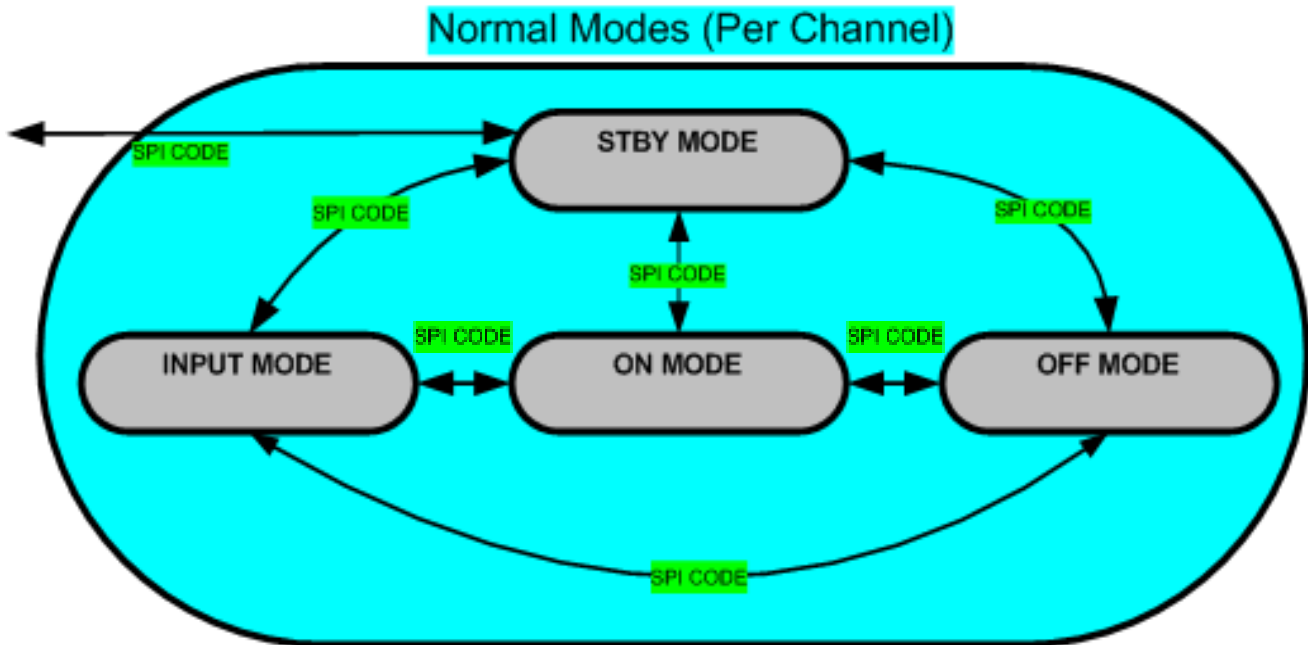 Normal Modes (Per Channel)
STBY MODE
SPI CODE
SPI CODE
SPI CODE
SPI CODE
SPI CODE
SPI CODE
INPUT MODE
ON MODE
OFF MODE
SPI CODE